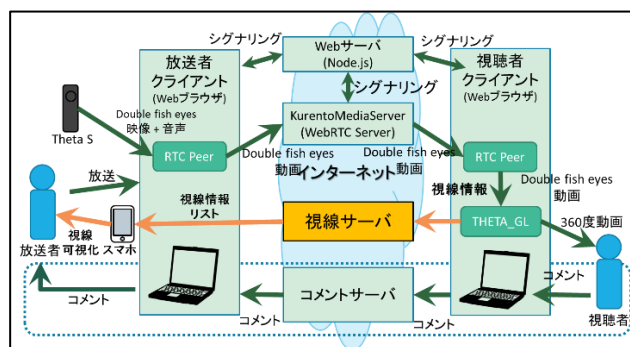 シグナリング
Webサーバ
(Node.js)
シグナリング
放送者
クライアント
(Webブラウザ)
視聴者
クライアント
(Webブラウザ)
シグナリング
Theta S
Double fish eyes
映像 + 音声
RTC Peer
KurentoMediaServer
(WebRTC Server)
Double fish eyes
動画
Double fish eyes
動画
RTC Peer
インターネット
放送
視線情報
Double fish eyes
動画
視線情報
リスト
視線サーバ
THETA_GL
360度動画
視線
可視化
スマホ
放送者
視聴者
コメント
コメント
コメント
コメントサーバ
コメント